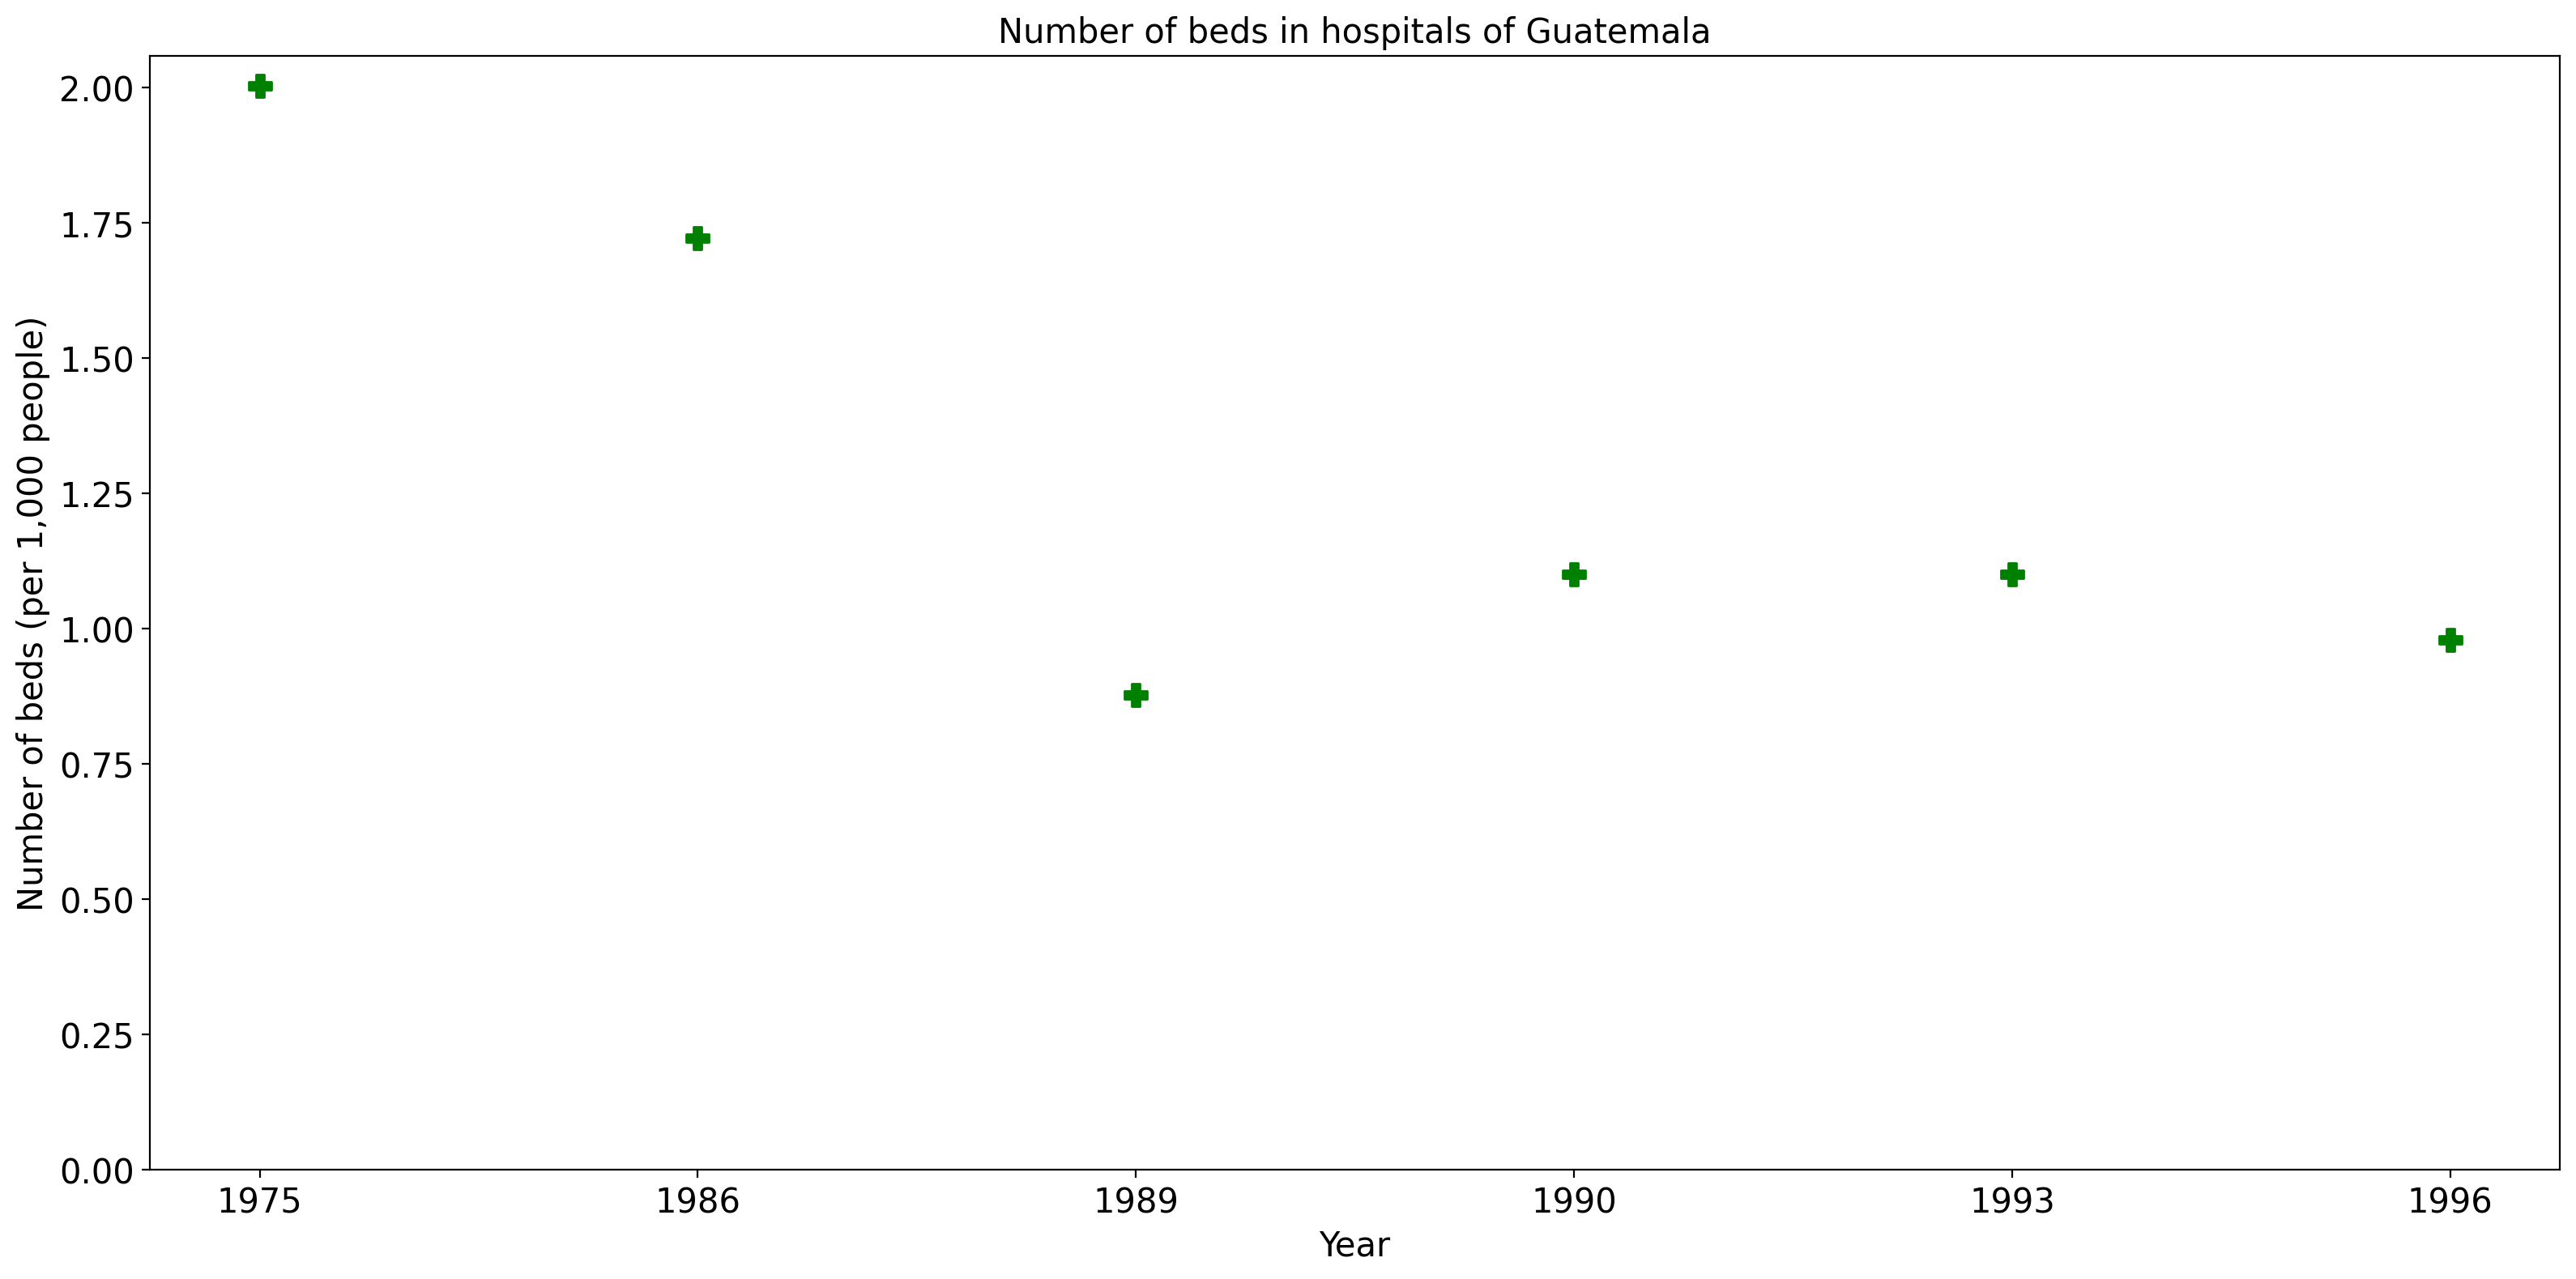 Number of beds in hospitals of Guatemala
Number of beds (per 1,000 people)
2.00
1.75
1.50
1.25
1.00
0.75
0.50
0.25
0.00
1975 1986 1989 1990 1993 1996
Year